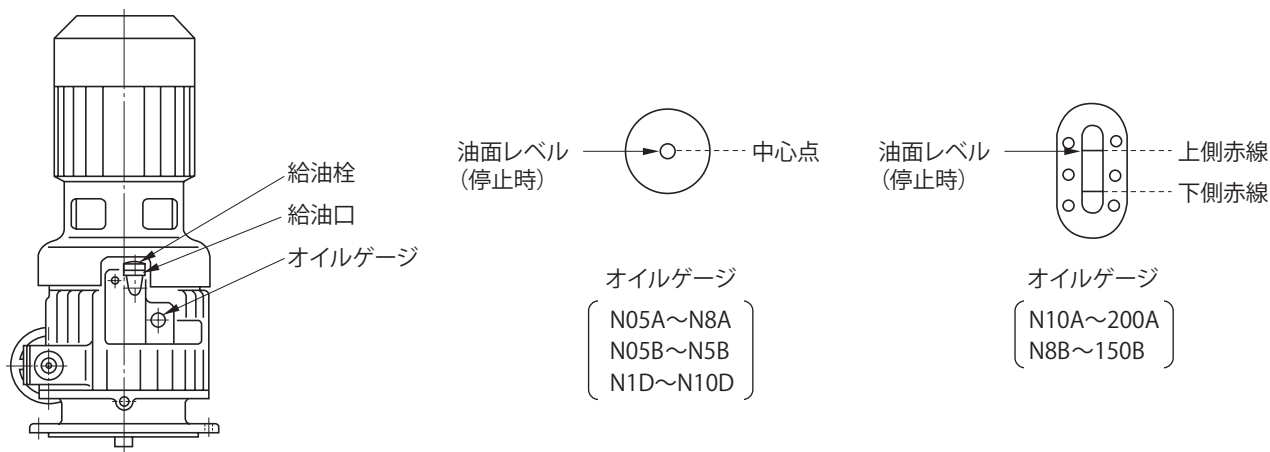 給油栓
給油口
オイルゲージ
油面レベル
(停止時)
中心点
オイルゲージ
N05A～N8A
N05B～N5B
N1D～N10D
油面レベル
(停止時)
上側赤線
下側赤線
オイルゲージ
N10A～200A
N8B～150B